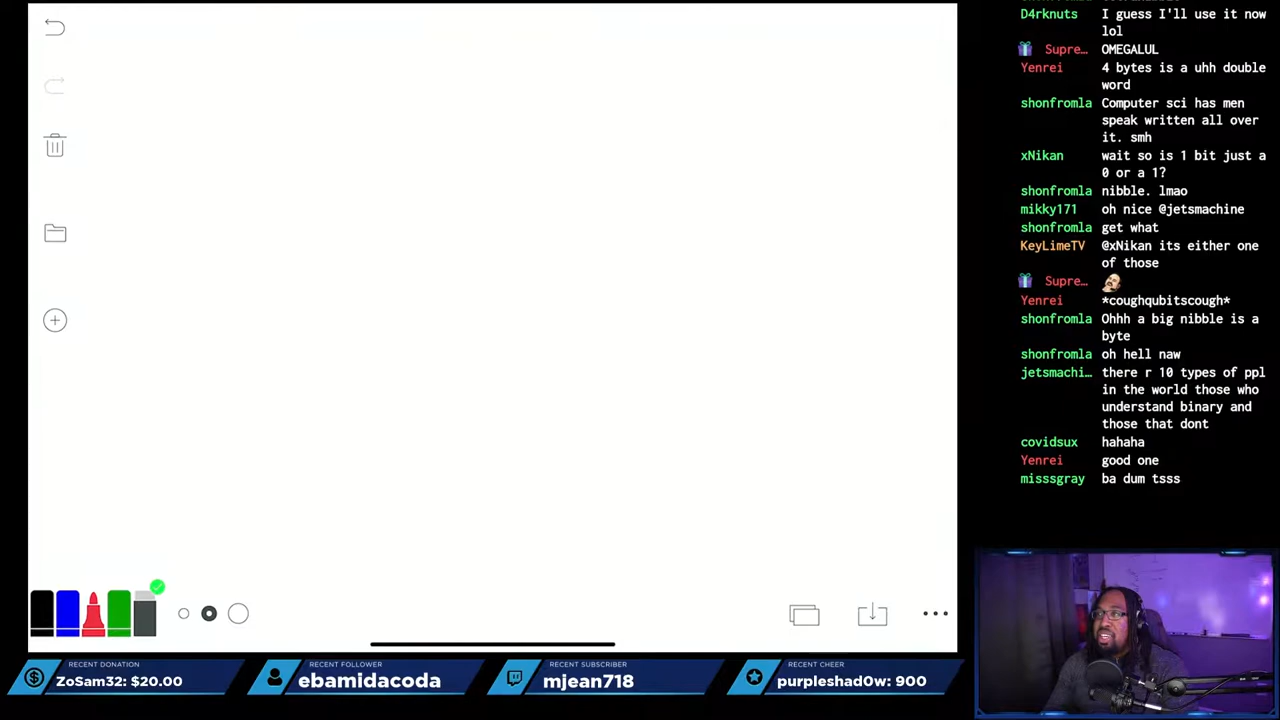 D4rknuts I guess I'll use it now
lol
Supre... OMEGALUL
Yenrei 4 bytes is a uhh double
word
shonfromla Computer sci has men
speak written all over
it. smh
xNikan wait so is 1 bit just a
0 or a 1?
shonfromla nibble. lmao
mikky171 oh nice @jetsmachine
shonfromla get what
KeyLimeTV @xNikan its either one
of those
Supre...
Yenrei *coughqubitscough*
shonfromla Ohhh a big nibble is a
byte
shonfromla oh hell naw
jetsmachi... there r 10 types of ppl
in the world those who
understand binary and
those that dont
covidsux hahaha
Yenrei good one
misssgray ba dum tsss
RECENT DONATION
ZoSam32: $20.00
RECENT FOLLOWER
ebamidacoda
RECENT SUBSCRIBER
mjean718
RECENT CHEER
purpleshad0w: 900